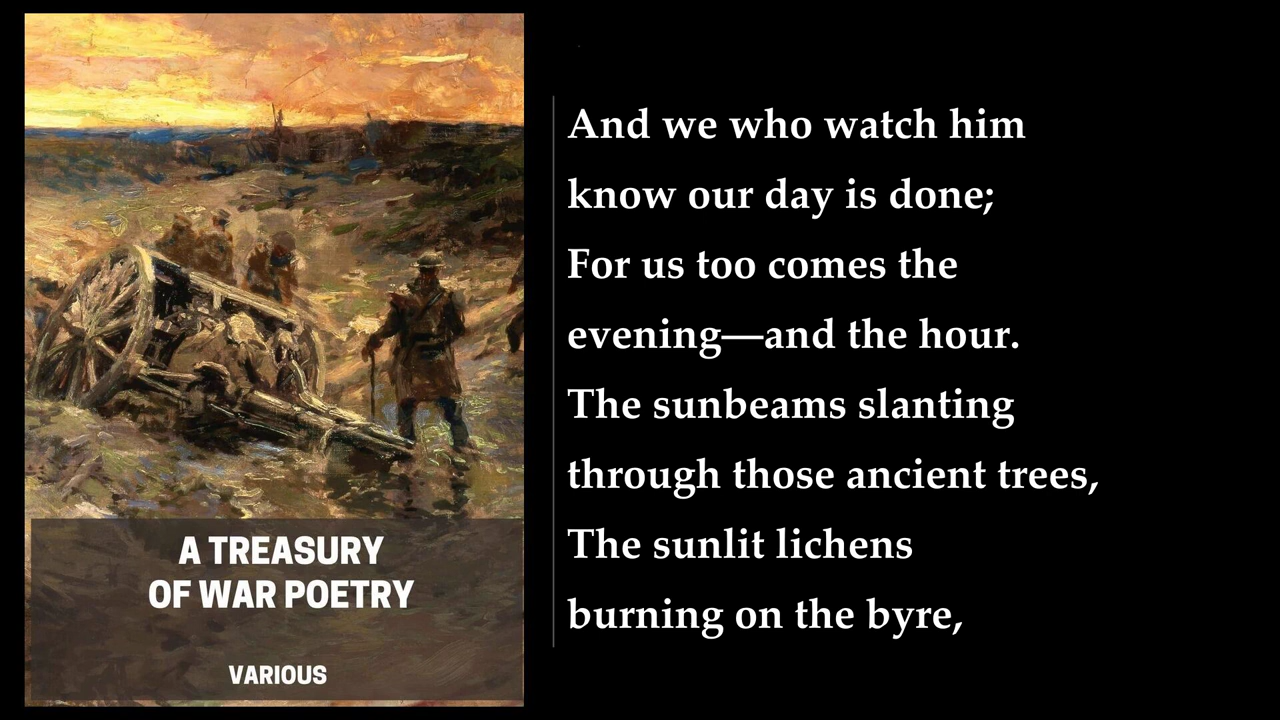 And we who watch him
know our day is done;
For us too comes the
evening—and the hour.
The sunbeams slanting
through those ancient trees,
The sunlit lichens
burning on the byre,
A TREASURY
OF WAR POETRY
VARIOUS